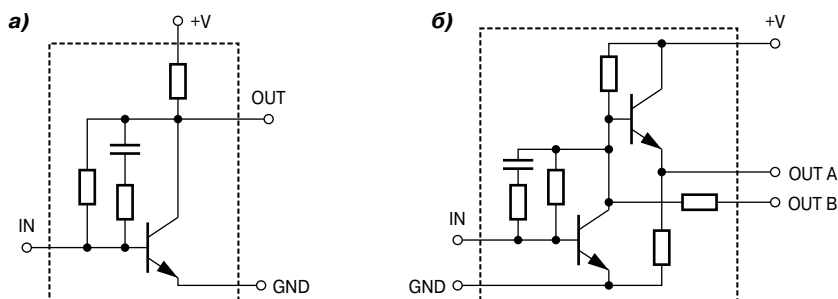 а)
+V
OUT
IN
GND
б)
+V
OUT A
OUT B
IN
GND